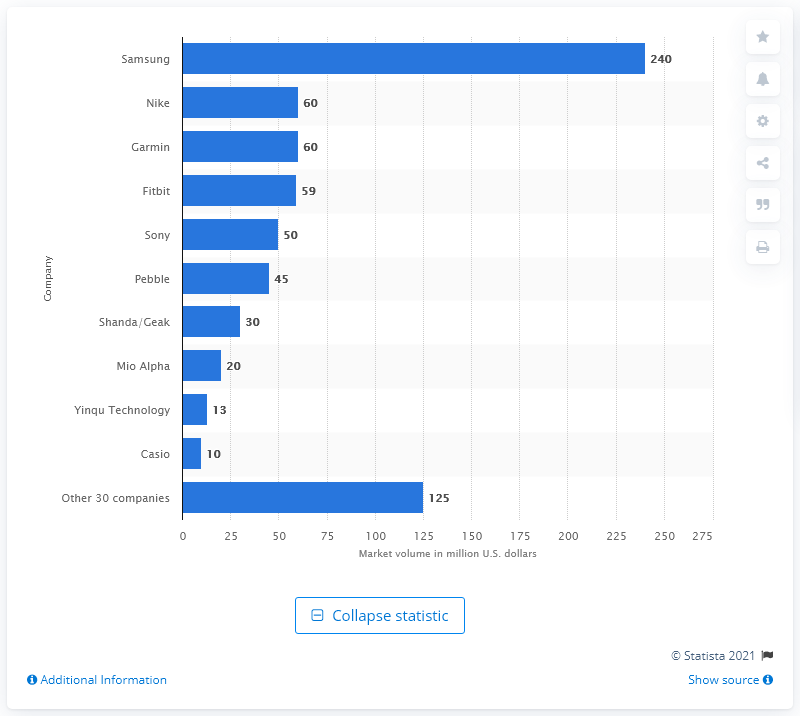 Samsung 240
Nike 60
Garmin 60
Fitbit 59
Sony 50
Pebble 45
Shanda/Geak 30
Mio Alpha 20
Yinqu Technology 13
Casio 10
Other 30 companies 125
Company
0 25 50 75 100 125 150 175 200 225 250 275
Market volume in million U.S. dollars
Collapse statistic
© Statista 2021
Additional Information
Show source